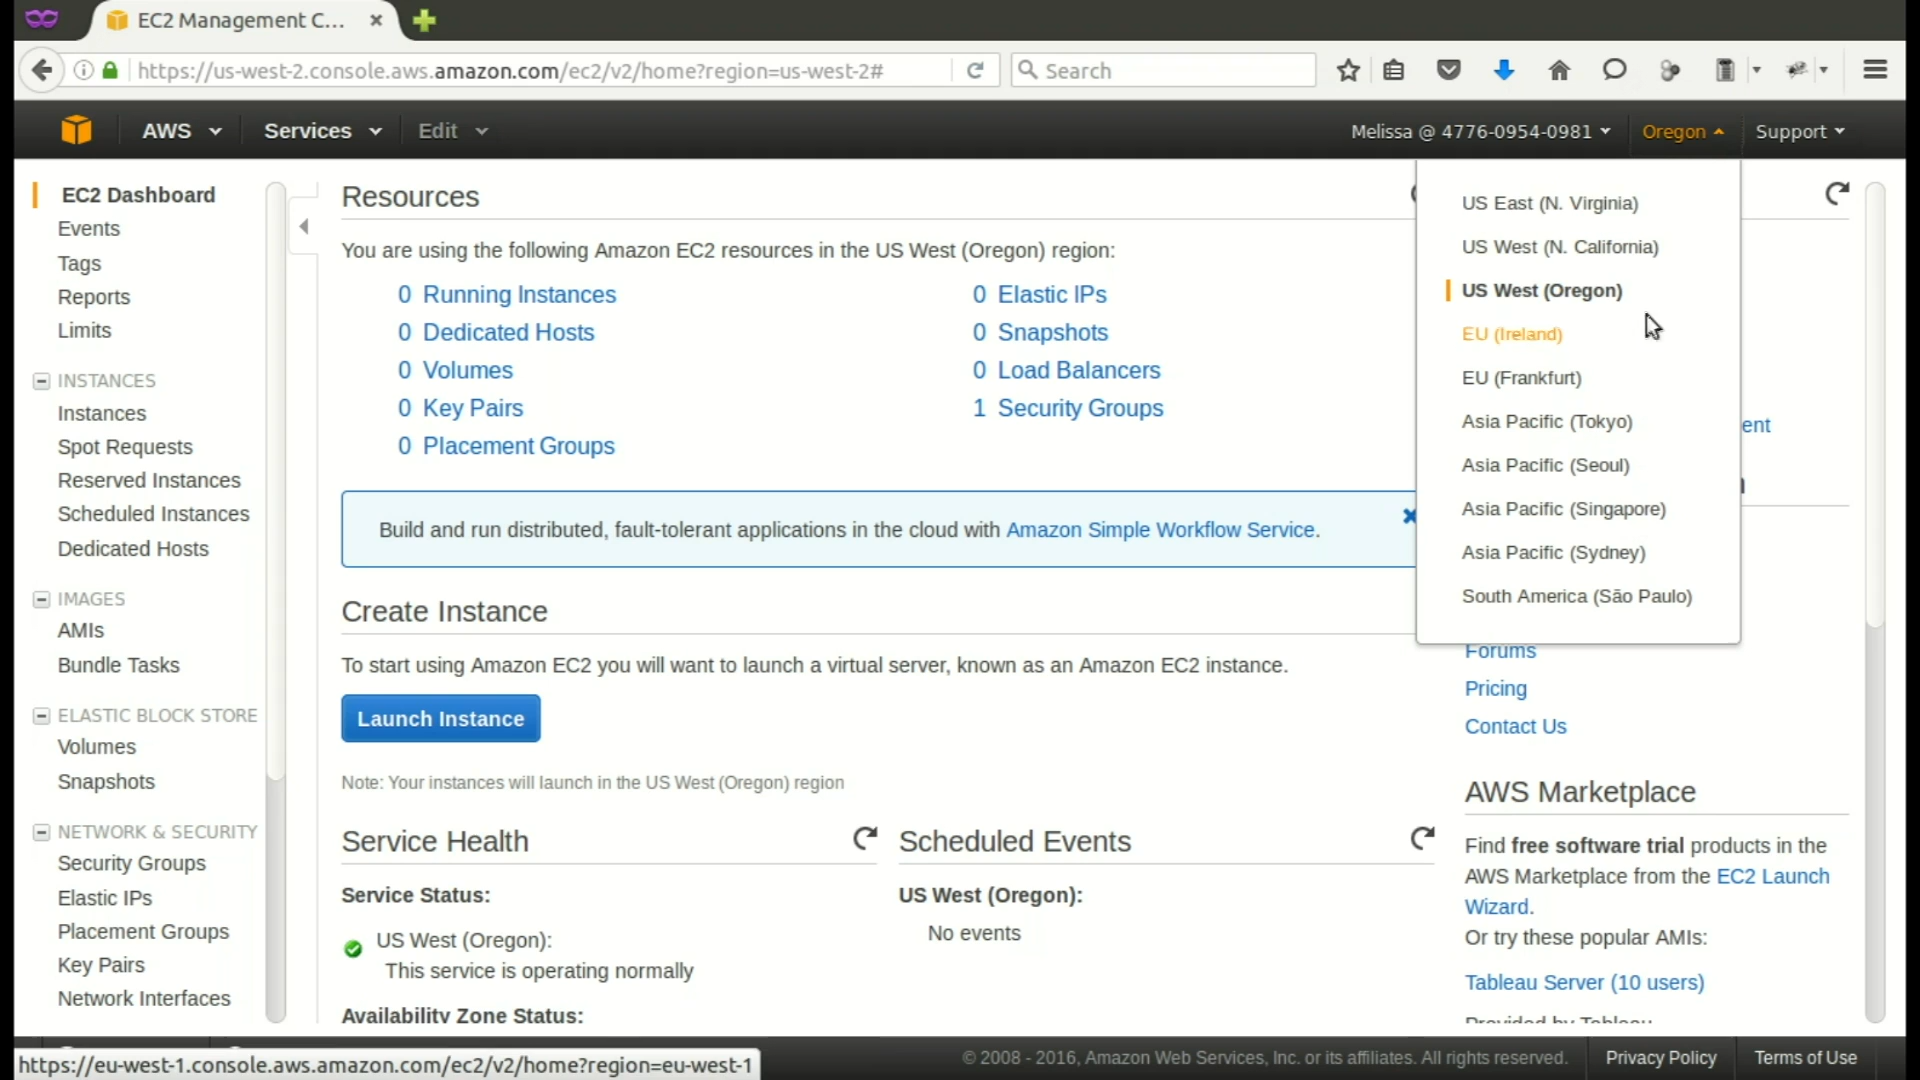 EC2 Management C...
https://us-west-2.console.aws.amazon.com/ec2/v2/home?region=us-west-2#
Search
AWS
Services
Edit
Melissa @ 4776-0954-0981
Oregon
Support
EC2 Dashboard
Events
Tags
Reports
Limits
INSTANCES
Instances
Spot Requests
Reserved Instances
Scheduled Instances
Dedicated Hosts
IMAGES
AMIs
Bundle Tasks
ELASTIC BLOCK STORE
Volumes
Snapshots
NETWORK & SECURITY
Security Groups
Elastic IPs
Placement Groups
Key Pairs
Network Interfaces
Resources
You are using the following Amazon EC2 resources in the US West (Oregon) region:
0 Running Instances
0 Dedicated Hosts
0 Volumes
0 Key Pairs
0 Placement Groups
0 Elastic IPs
0 Snapshots
0 Load Balancers
1 Security Groups
Build and run distributed, fault-tolerant applications in the cloud with Amazon Simple Workflow Service.
Create Instance
To start using Amazon EC2 you will want to launch a virtual server, known as an Amazon EC2 instance.
Launch Instance
Note: Your instances will launch in the US West (Oregon) region
Service Health
Service Status:
US West (Oregon):
This service is operating normally
Availability Zone Status:
Scheduled Events
US West (Oregon):
No events
US East (N. Virginia)
US West (N. California)
US West (Oregon)
EU (Ireland)
EU (Frankfurt)
Asia Pacific (Tokyo)
Asia Pacific (Seoul)
Asia Pacific (Singapore)
Asia Pacific (Sydney)
South America (São Paulo)
ent
Forums
Pricing
Contact Us
AWS Marketplace
Find free software trial products in the
AWS Marketplace from the EC2 Launch
Wizard.
Or try these popular AMIs:
Tableau Server (10 users)
Provided by Tableau
https://eu-west-1.console.aws.amazon.com/ec2/v2/home?region=eu-west-1
© 2008 - 2016, Amazon Web Services, Inc. or its affiliates. All rights reserved.
Privacy Policy
Terms of Use